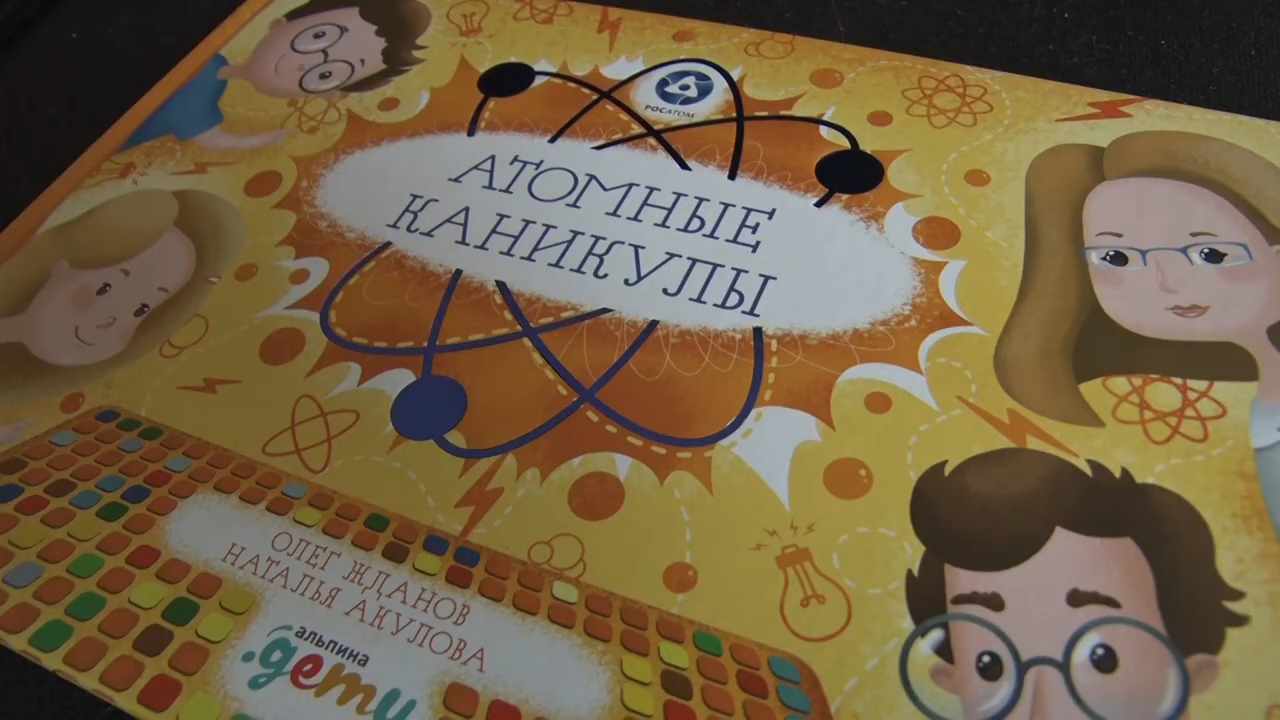 РОСАТОМ
АТОМНЫЕ
КАНИКУЛЫ
ОЛЕГ ЖДАНОВ
НАТАЛЬЯ АКУЛОВА
альпина
.дети